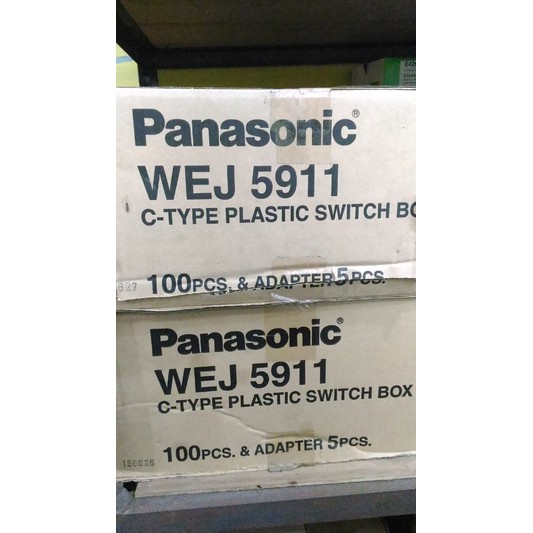 Panasonic®
WEJ 5911
C-TYPE PLASTIC SWITCH BO
100PCS. & ADAPTER 5PCS.
Panasonic®
WEJ 5911
C-TYPE PLASTIC SWITCH BOX
100PCS. & ADAPTER 5PCS.